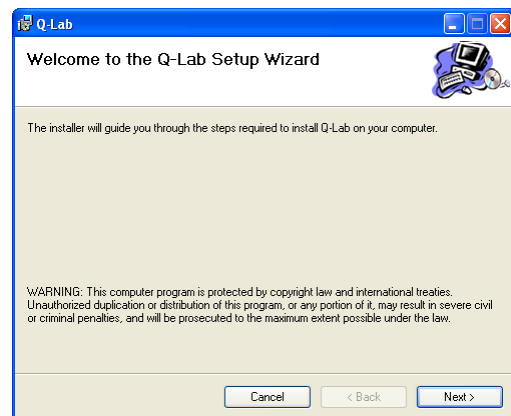 Q-Lab
Welcome to the Q-Lab Setup Wizard
The installer will guide you through the steps required to install Q-Lab on your computer.
WARNING: This computer program is protected by copyright law and international treaties.
Unauthorized duplication or distribution of this program, or any portion of it, may result in severe civil
or criminal penalties, and will be prosecuted to the maximum extent possible under the law.
Cancel
< Back
Next >